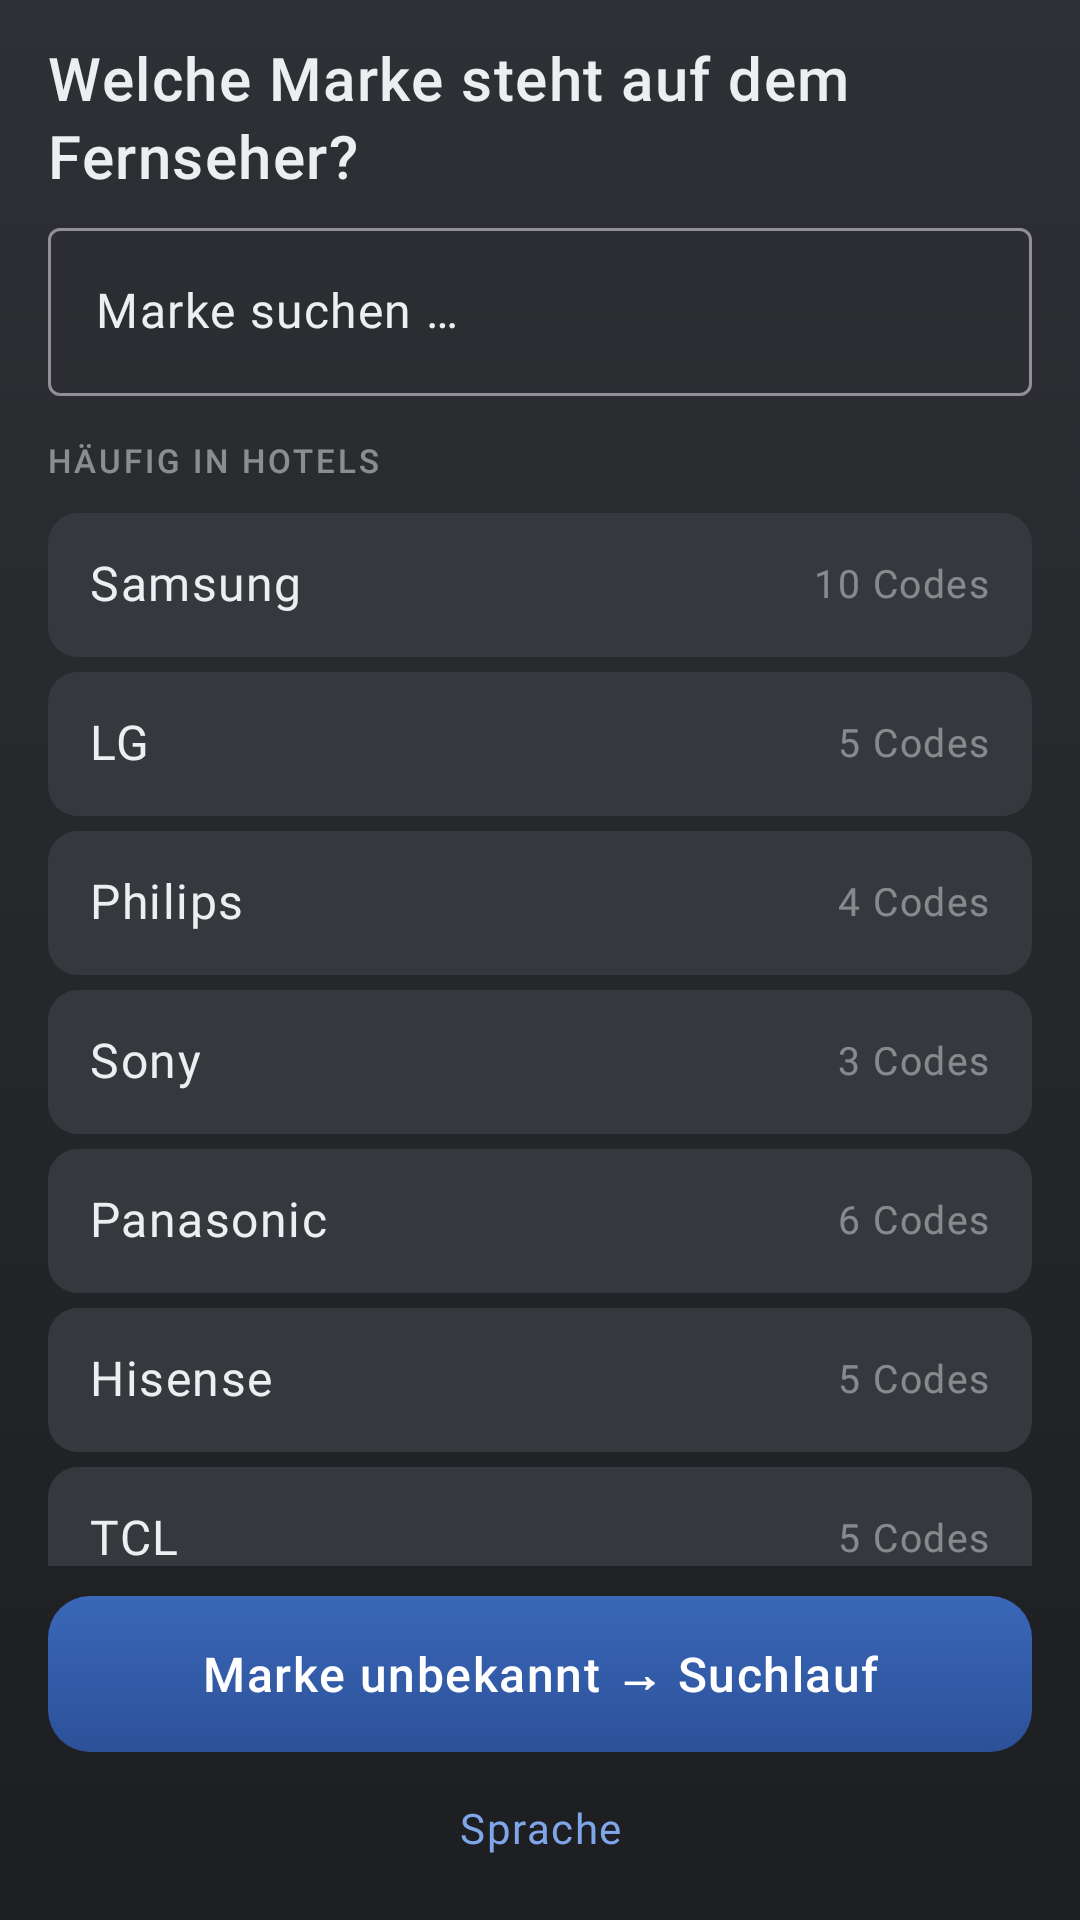 Welche Marke steht auf dem
Fernseher?
Marke suchen …
HÄUFIG IN HOTELS
Samsung 10 Codes
LG 5 Codes
Philips 4 Codes
Sony 3 Codes
Panasonic 6 Codes
Hisense 5 Codes
TCL 5 Codes
Marke unbekannt → Suchlauf
Sprache